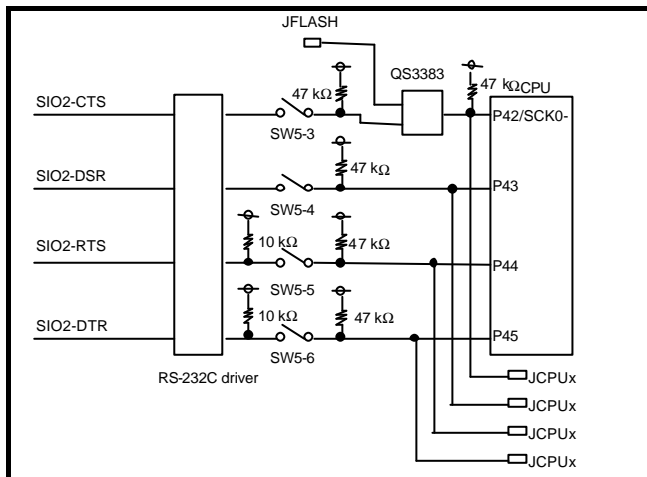 JFLASH
QS3383
47 kΩ
47 kΩ
CPU
SIO2-CTS
P42/SCK0-
SW5-3
47 kΩ
SIO2-DSR
P43
SW5-4
10 kΩ
47 kΩ
SIO2-RTS
P44
SW5-5
10 kΩ
47 kΩ
SIO2-DTR
P45
SW5-6
RS-232C driver
JCPUx
JCPUx
JCPUx
JCPUx